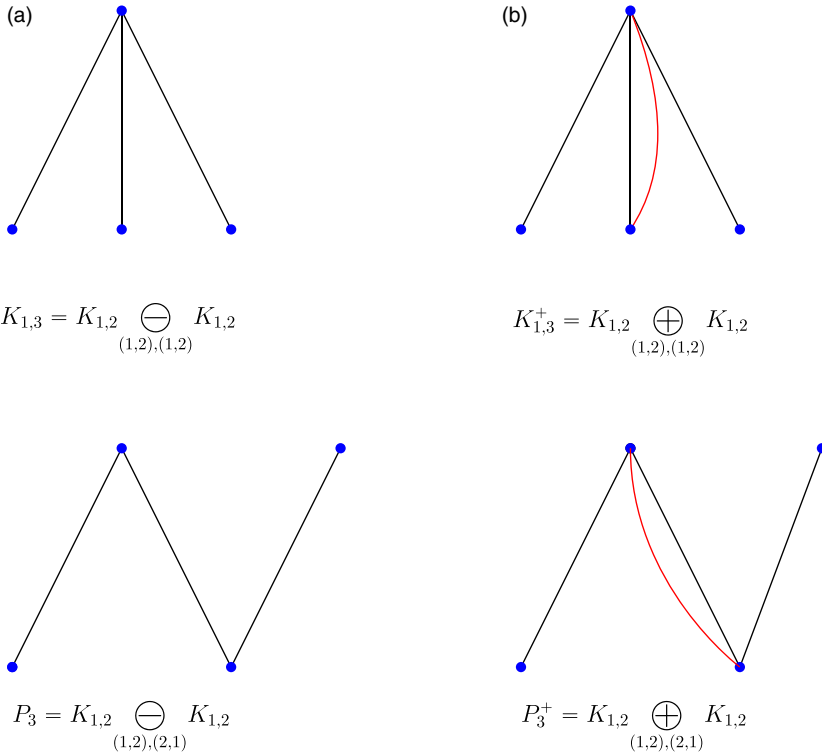 (a)
(b)
K_{1,3} = K_{1,2} ⊖_{(1,2),(1,2)} K_{1,2}
K_{1,3}^+ = K_{1,2} ⊕_{(1,2),(1,2)} K_{1,2}
P_3 = K_{1,2} ⊖_{(1,2),(2,1)} K_{1,2}
P_3^+ = K_{1,2} ⊕_{(1,2),(2,1)} K_{1,2}